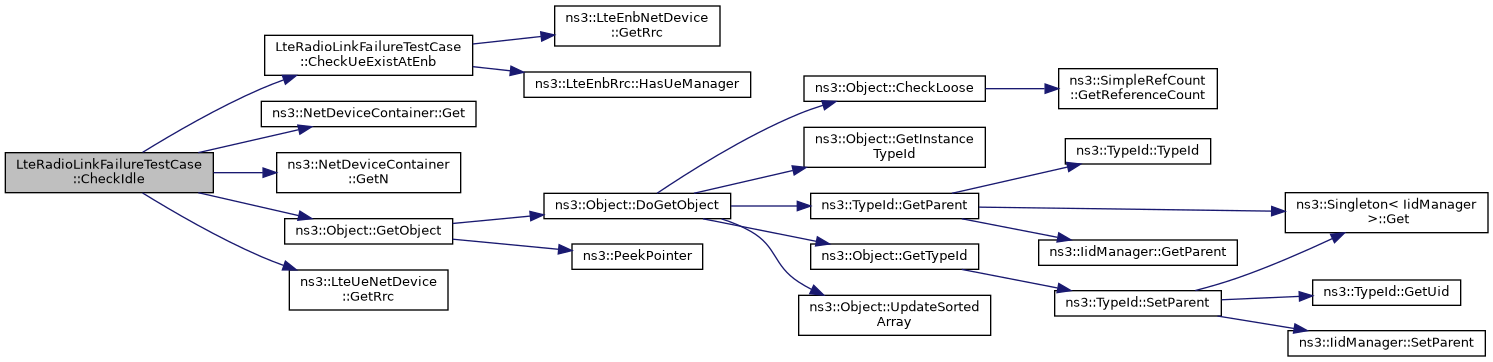 LteRadioLinkFailureTestCase
::CheckIdle
LteRadioLinkFailureTestCase
::CheckUeExistAtEnb
ns3::LteEnbNetDevice
::GetRrc
ns3::LteEnbRrc::HasUeManager
ns3::NetDeviceContainer::Get
ns3::NetDeviceContainer
::GetN
ns3::Object::GetObject
ns3::LteUeNetDevice
::GetRrc
ns3::Object::DoGetObject
ns3::PeekPointer
ns3::Object::CheckLoose
ns3::SimpleRefCount
::GetReferenceCount
ns3::Object::GetInstance
TypeId
ns3::TypeId::GetParent
ns3::TypeId::TypeId
ns3::Singleton< IidManager
>::Get
ns3::IidManager::GetParent
ns3::Object::GetTypeId
ns3::TypeId::SetParent
ns3::TypeId::GetUid
ns3::IidManager::SetParent
ns3::Object::UpdateSorted
Array